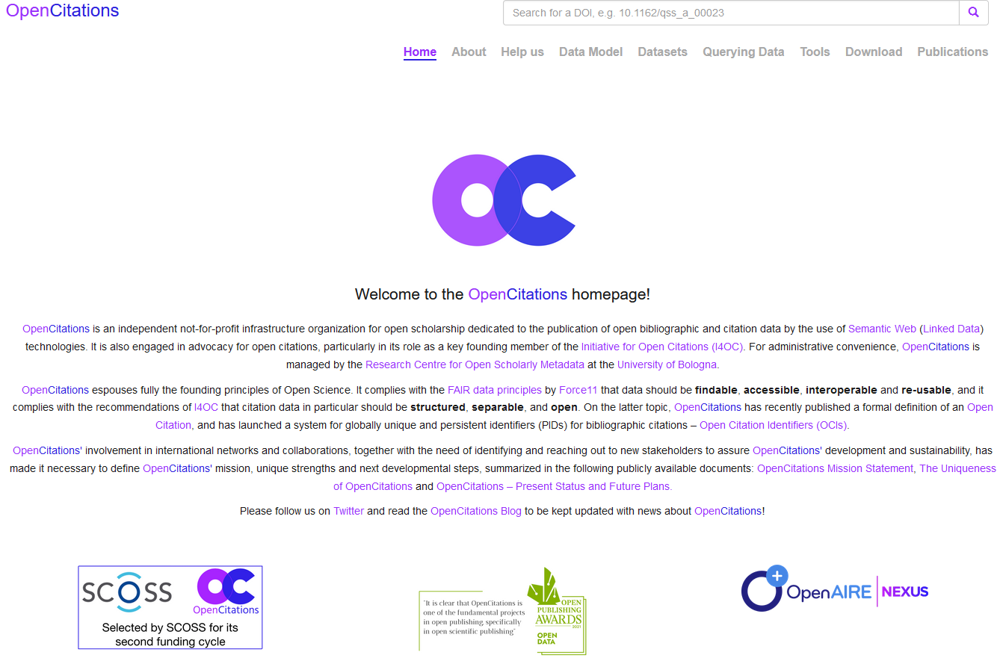 OpenCitations
Search for a DOI, e.g. 10.1162/qss_a_00023
Home About Help us Data Model Datasets Querying Data Tools Download Publications
OC
Welcome to the OpenCitations homepage!
OpenCitations is an independent not-for-profit infrastructure organization for open scholarship dedicated to the publication of open bibliographic and citation data by the use of Semantic Web (Linked Data)
technologies. It is also engaged in advocacy for open citations, particularly in its role as a key founding member of the Initiative for Open Citations (I4OC). For administrative convenience, OpenCitations is
managed by the Research Centre for Open Scholarly Metadata at the University of Bologna.
OpenCitations espouses fully the founding principles of Open Science. It complies with the FAIR data principles by Force11 that data should be findable, accessible, interoperable and re-usable, and it
complies with the recommendations of I4OC that citation data in particular should be structured, separable, and open. On the latter topic, OpenCitations has recently published a formal definition of an Open
Citation, and has launched a system for globally unique and persistent identifiers (PIDs) for bibliographic citations – Open Citation Identifiers (OCIs).
OpenCitations' involvement in international networks and collaborations, together with the need of identifying and reaching out to new stakeholders to assure OpenCitations' development and sustainability, has
made it necessary to define OpenCitations' mission, unique strengths and next developmental steps, summarized in the following publicly available documents: OpenCitations Mission Statement, The Uniqueness
of OpenCitations and OpenCitations – Present Status and Future Plans.
Please follow us on Twitter and read the OpenCitations Blog to be kept updated with news about OpenCitations!
SCOSS
OC
OpenCitations
Selected by SCOSS for its
second funding cycle
"It is clear that OpenCitations is
one of the fundamental projects
in open publishing, specifically
in open scientific publishing"
OPEN
PUBLISHING
AWARDS
2021
OPEN
DATA
OpenAIRE NEXUS